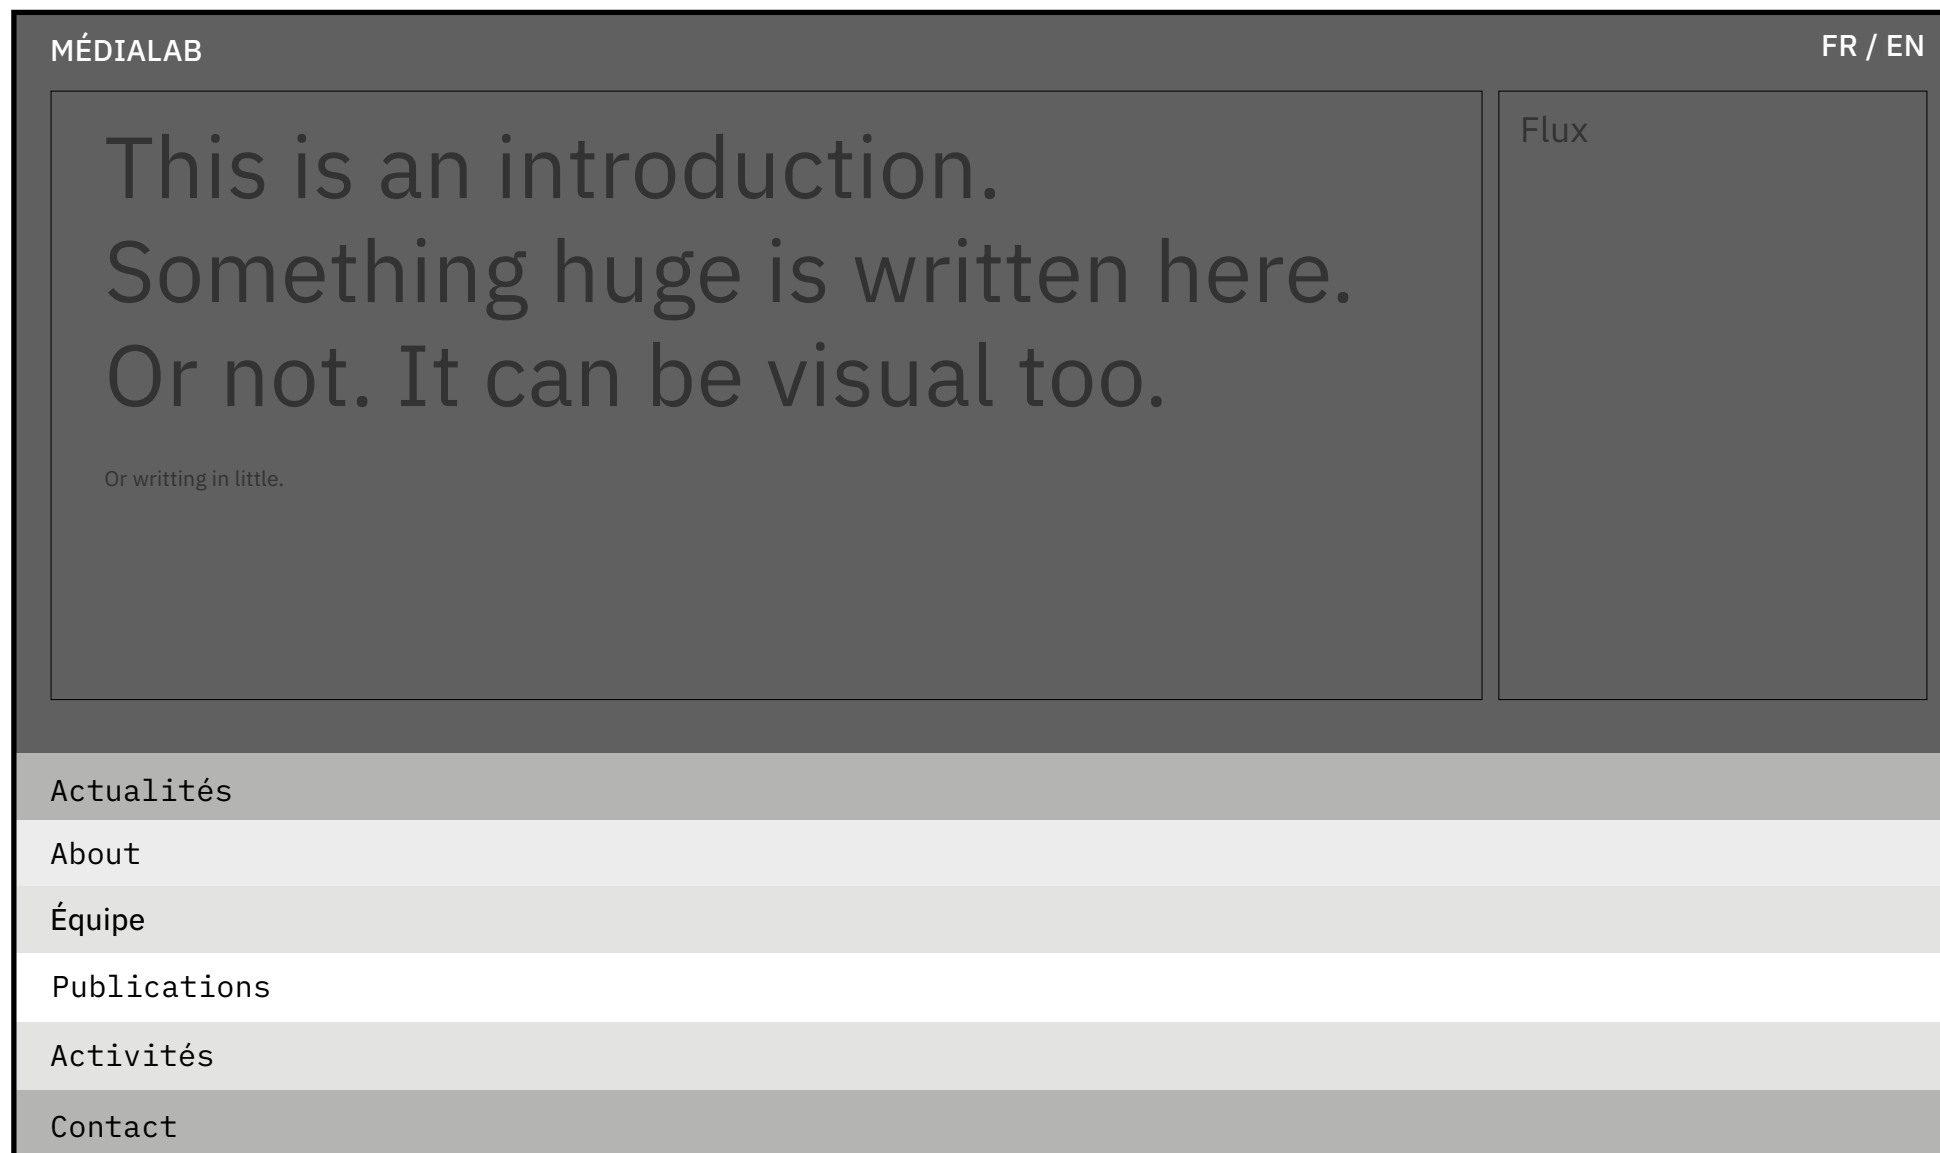 MÉDIALAB
FR / EN
This is an introduction.
Something huge is written here.
Or not. It can be visual too.
Or writting in little.
Flux
Actualités
About
Équipe
Publications
Activités
Contact